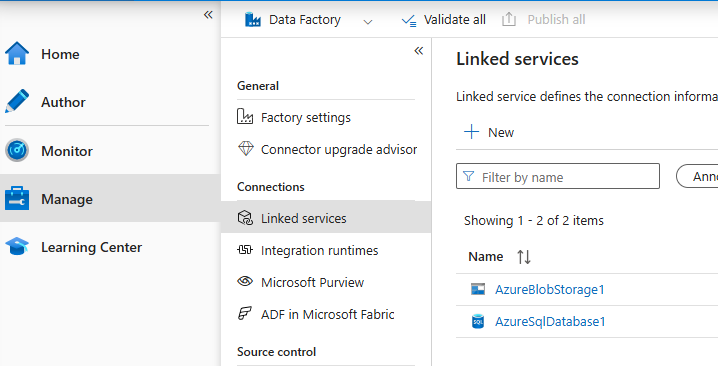 Data Factory
Validate all
Publish all
Home
Author
Monitor
Manage
Learning Center
General
Factory settings
Connector upgrade advisor
Connections
Linked services
Integration runtimes
Microsoft Purview
ADF in Microsoft Fabric
Source control
Linked services
Linked service defines the connection informa
New
Filter by name
Anno
Showing 1 - 2 of 2 items
Name
AzureBlobStorage1
AzureSqlDatabase1